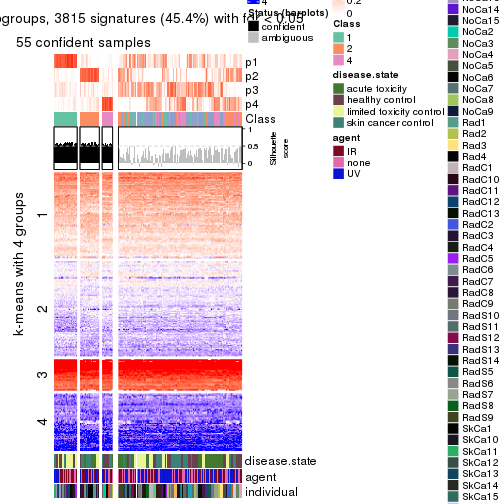 ogroups, 3815 signatures (45.4%) with fdr < 0.05
55 confident samples
p1
p2
p3
p4
Class
1
0.5
0
Silhouette
score
k-means with 4 groups
1
2
3
4
disease.state
agent
individual
4
Status (barplots)
confident
ambiguous
0.2
0
Class
1
2
4
disease.state
acute toxicity
healthy control
limited toxicity control
skin cancer control
agent
IR
none
UV
NoCa14
NoCa15
NoCa2
NoCa3
NoCa4
NoCa5
NoCa6
NoCa7
NoCa8
NoCa9
Rad1
Rad2
Rad3
Rad4
RadC1
RadC10
RadC11
RadC12
RadC13
RadC2
RadC3
RadC4
RadC5
RadC6
RadC7
RadC8
RadC9
RadS10
RadS11
RadS12
RadS13
RadS14
RadS5
RadS6
RadS7
RadS8
RadS9
SkCa1
SkCa10
SkCa11
SkCa12
SkCa13
SkCa14
SkCa15